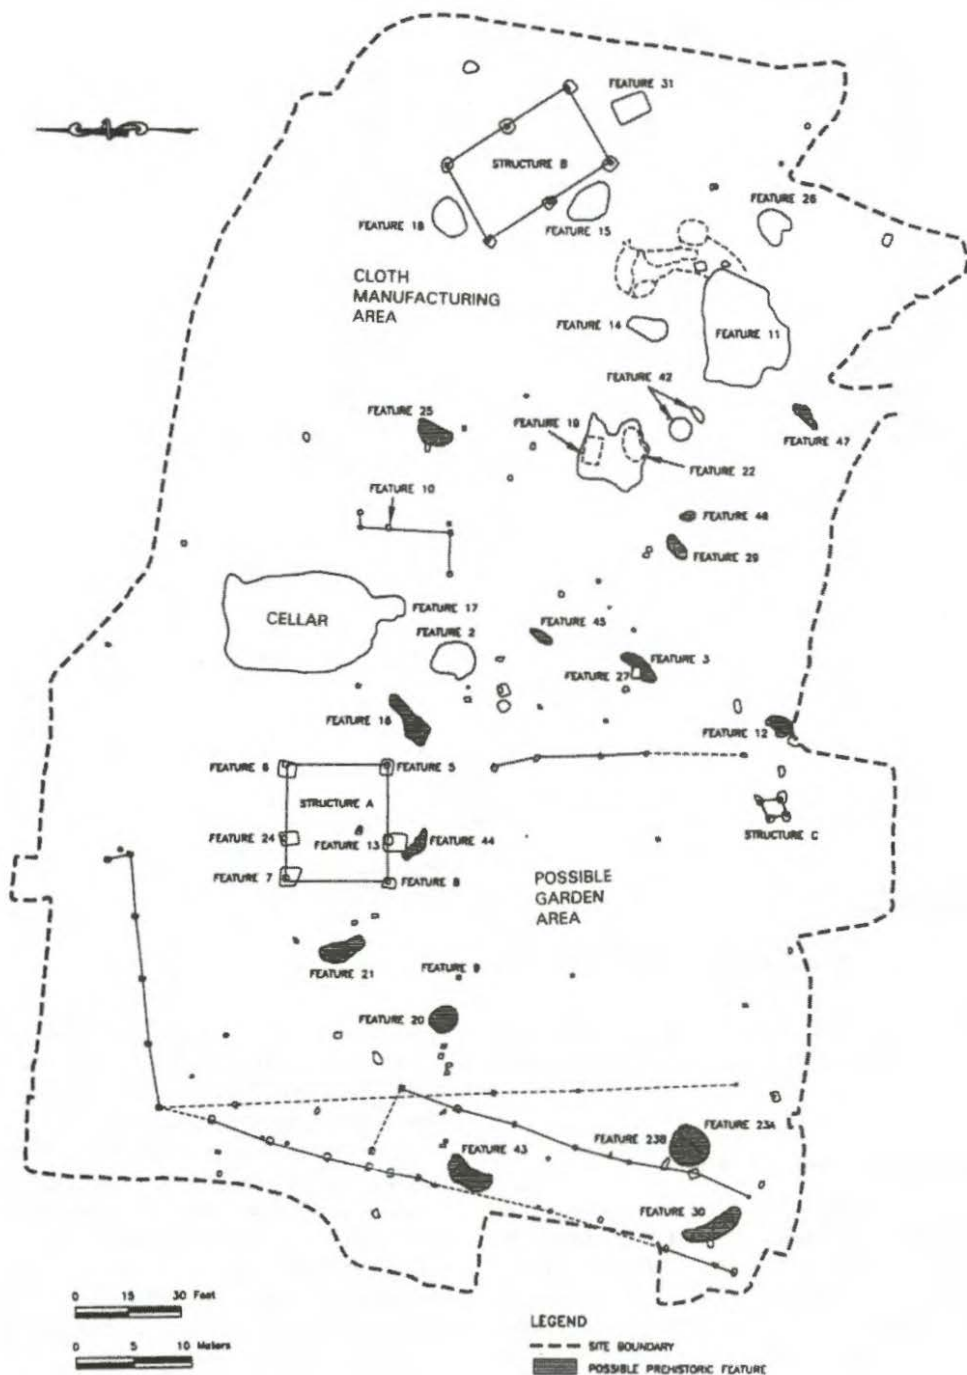 FEATURE 31
STRUCTURE B
FEATURE 18
FEATURE 15
FEATURE 26
CLOTH
MANUFACTURING
AREA
FEATURE 14
FEATURE 11
FEATURE 42
FEATURE 25
FEATURE 19
FEATURE 47
FEATURE 22
FEATURE 10
FEATURE 48
FEATURE 29
CELLAR
FEATURE 17
FEATURE 2
FEATURE 45
FEATURE 3
FEATURE 27
FEATURE 16
FEATURE 12
FEATURE 6
FEATURE 5
STRUCTURE A
STRUCTURE C
FEATURE 24
FEATURE 13
FEATURE 44
FEATURE 7
FEATURE 8
POSSIBLE
GARDEN
AREA
FEATURE 21
FEATURE 9
FEATURE 20
FEATURE 23B
FEATURE 23A
FEATURE 43
FEATURE 30
0 15 30 Feet
0 5 10 Meters
LEGEND
SITE BOUNDARY
POSSIBLE PREHISTORIC FEATURE